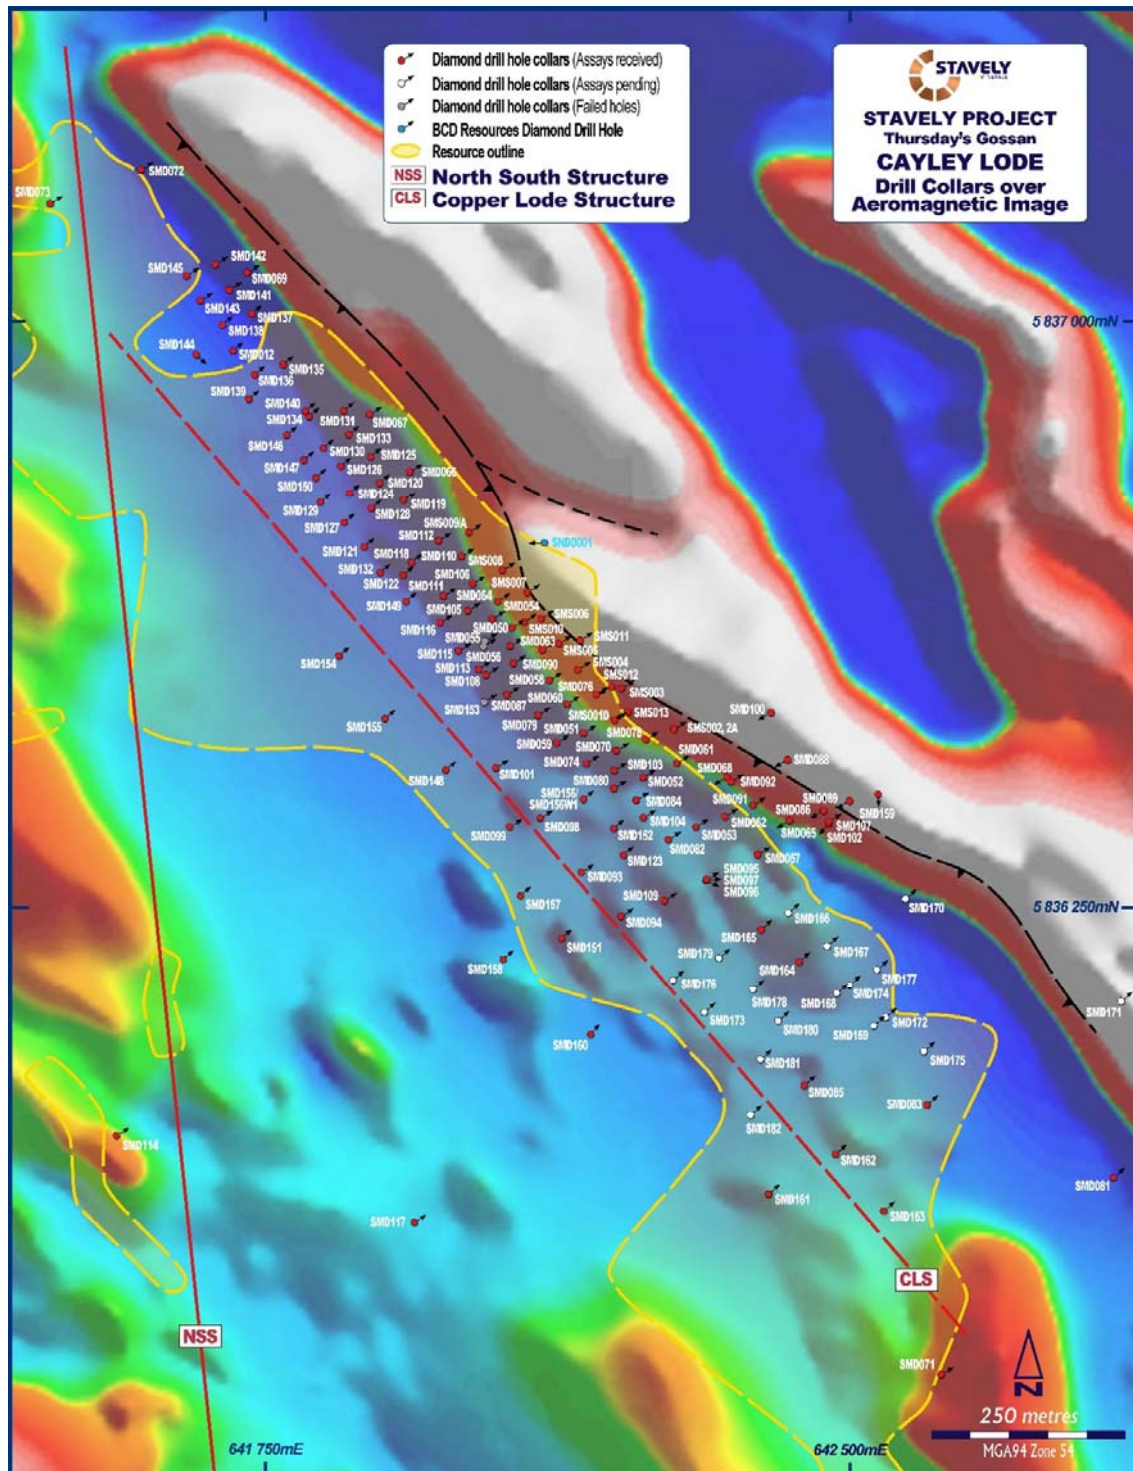 Diamond drill hole collars (Assays received)
Diamond drill hole collars (Assays pending)
Diamond drill hole collars (Failed holes)
BCD Resources Diamond Drill Hole
Resource outline
NSS North South Structure
CLS Copper Lode Structure
STAVELY
STAVELY PROJECT
Thursday's Gossan
CAYLEY LODE
Drill Collars over
Aeromagnetic Image
SMD072
SMD073
SMD142
SMD145
SMD069
SMD141
SMD143
SMD137
SMD138
5 837 000mN
SMD144
SMD012
SMD135
SMD136
SMD139
SMD140
SMD134
SMD131
SMD067
SMD133
SMD146
SMD130
SMD125
SMD147
SMD126
SMD066
SMD150
SMD120
SMD124
SMD119
SMD129
SMD128
SMD127
SMS009/A
SMD112
SNDD001
SMD121
SMD118
SMD110
SMS008
SMD132
SMD122
SMD106
SMS007
SMD111
SMD064
SMD149
SMD105
SMD054
SMS006
SMD116
SMD050
SMS010
SMD055
SMD063
SMS011
SMD115
SMD056
SMD090
SMS004
SMD154
SMD113
SMD058
SMS012
SMD108
SMD076
SMS003
SMD153
SMD087
SMD060
SMS001D
SMS013
SMD100
SMD155
SMD079
SMD051
SMD078
SMS002, 2A
SMD059
SMD070
SMD061
SMD088
SMD148
SMD101
SMD074
SMD103
SMD068
SMD080
SMD052
SMD092
SMD156/
SMD156W1
SMD084
SMD091
SMD089
SMD159
SMD086
SMD099
SMD098
SMD104
SMD062
SMD107
SMD152
SMD053
SMD065
SMD102
SMD082
SMD123
SMD057
SMD093
SMD095
SMD097
SMD096
SMD157
SMD109
SMD170
5 836 250mN
SMD094
SMD166
SMD151
SMD165
SMD167
SMD158
SMD179
SMD164
SMD177
SMD176
SMD178
SMD168
SMD174
SMD171
SMD173
SMD180
SMD172
SMD169
SMD160
SMD175
SMD181
SMD085
SMD083
SMD182
SMD114
SMD162
SMD081
SMD161
SMD163
SMD117
CLS
NSS
SMD071
N
250 metres
MGA94 Zone 54
641 750mE
642 500mE